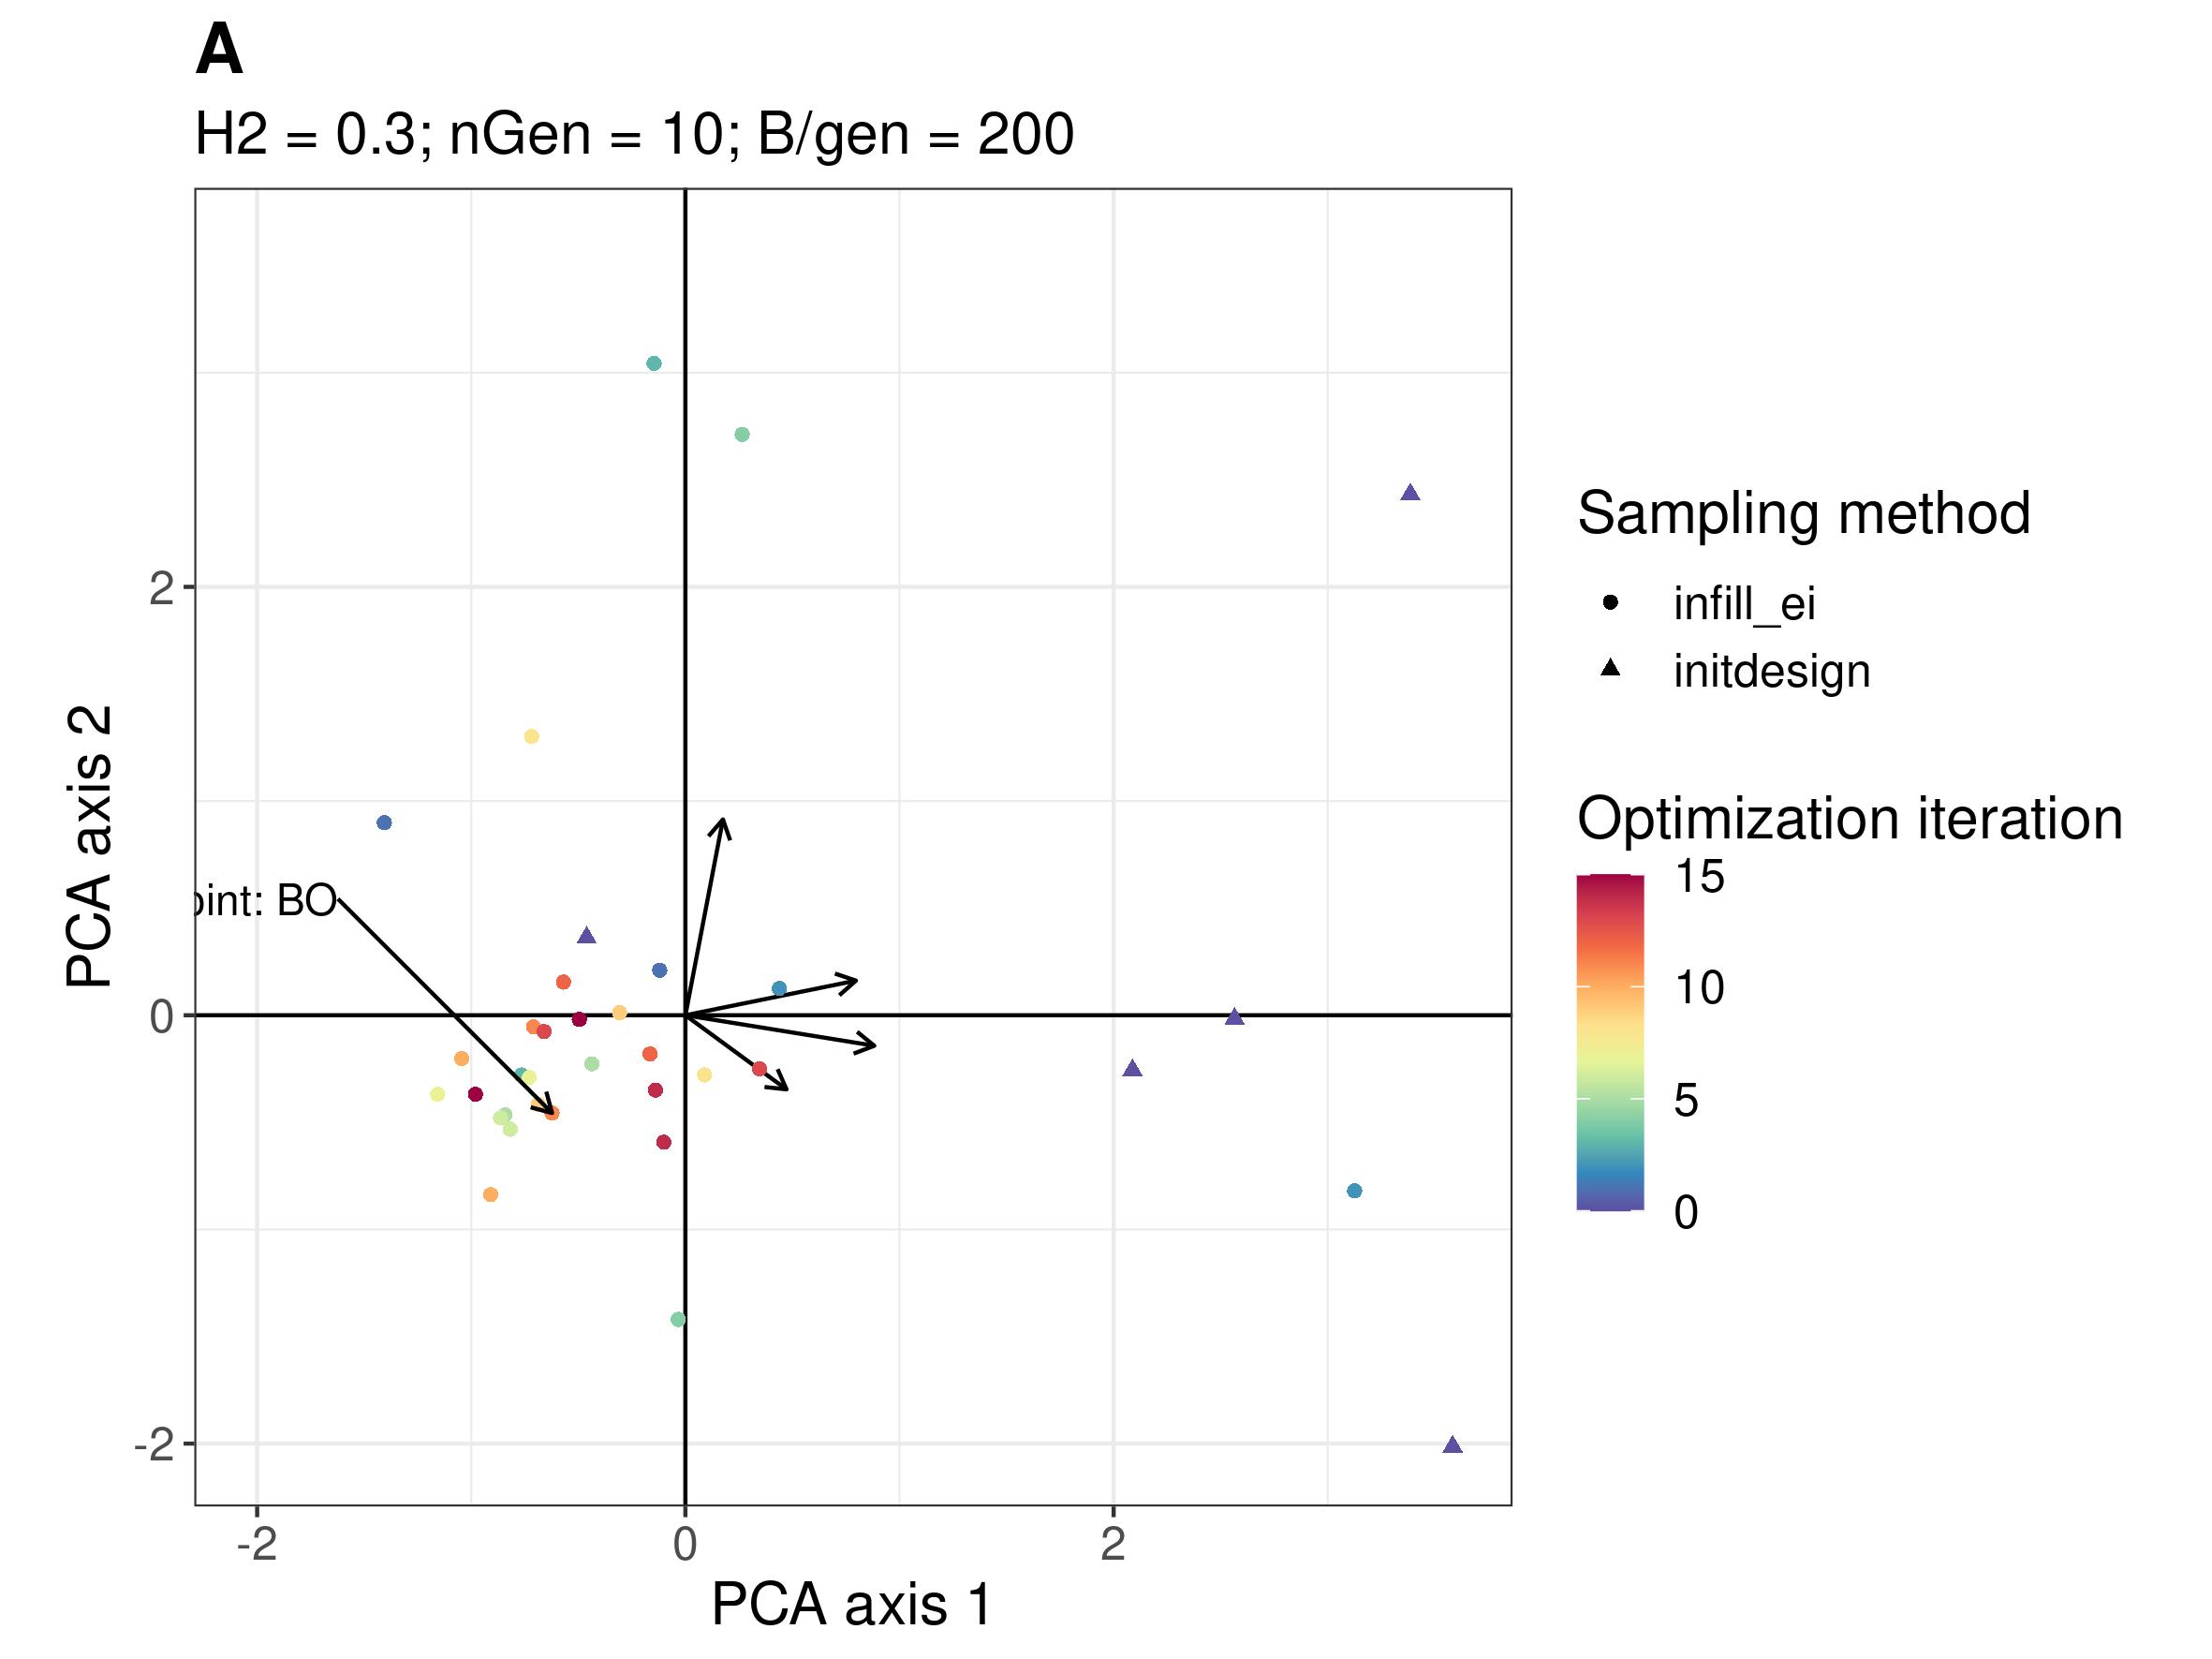 A
H2 = 0.3; nGen = 10; B/gen = 200
PCA axis 2
2
0
-2
oint: BO
-2
0
2
PCA axis 1
Sampling method
infill_ei
initdesign
Optimization iteration
15
10
5
0